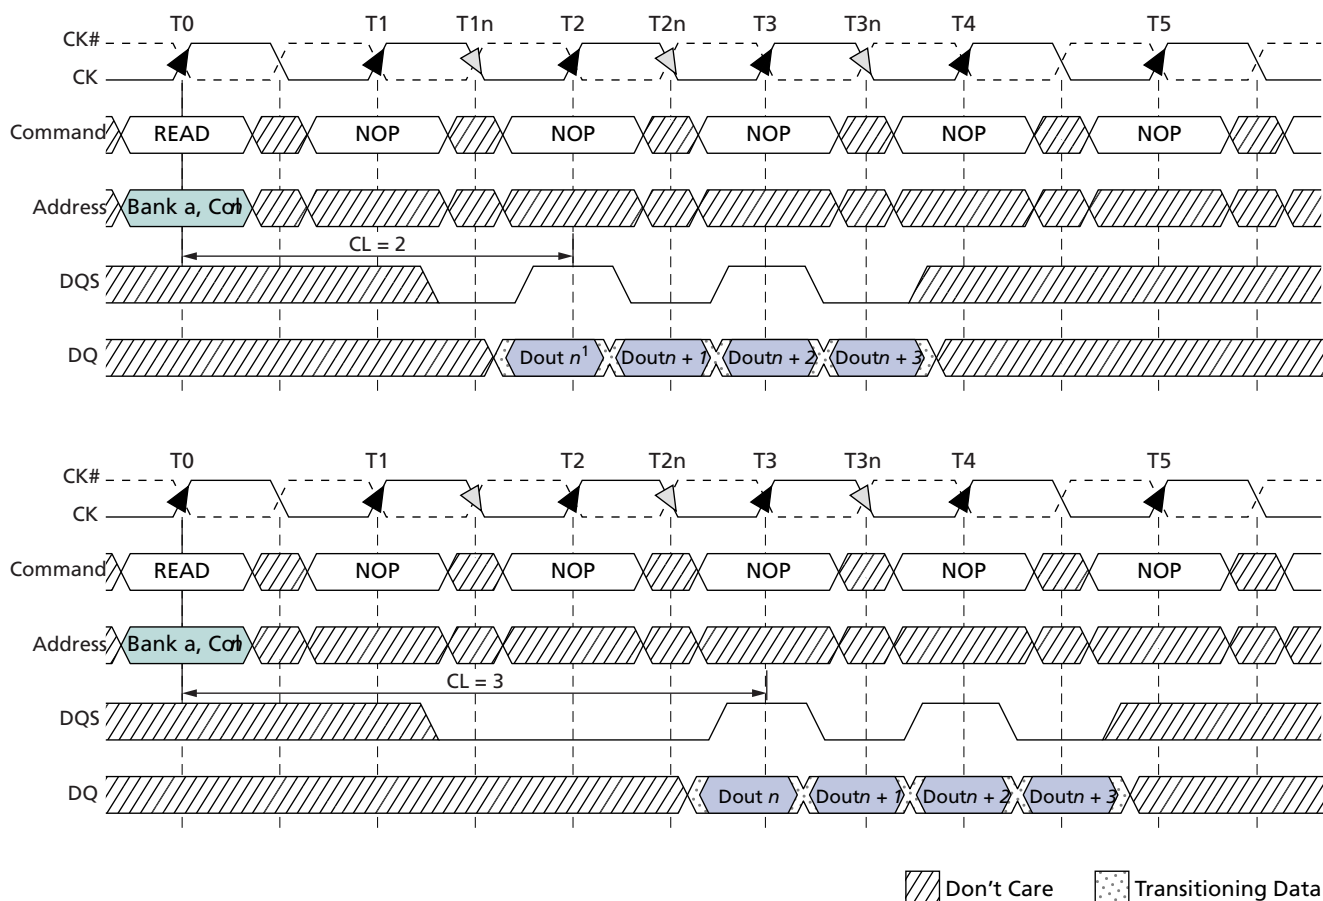 T0 T1 T1n T2 T2n T3 T3n T4 T5
CK#
CK
Command READ NOP NOP NOP NOP NOP
Address Bank a, Col n
CL = 2
DQS
DQ Dout n1 Doutn + 1 Doutn + 2 Doutn + 3
T0 T1 T1n T2 T2n T3 T3n T4 T5
CK#
CK
Command READ NOP NOP NOP NOP NOP
Address Bank a, Col n
CL = 3
DQS
DQ Dout n Doutn + 1 Doutn + 2 Doutn + 3
Don't Care Transitioning Data